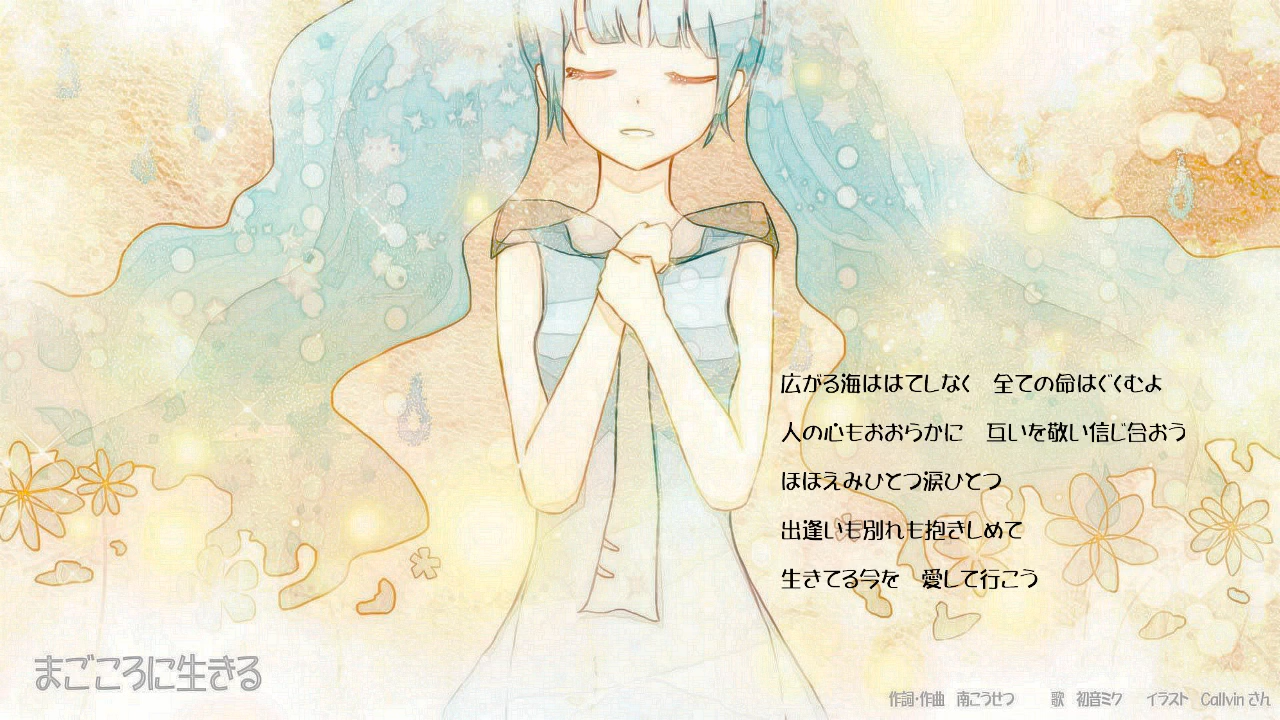 広がる海ははてしなく　全ての命はぐくむよ
人の心もおおらかに　互いを敬い信じ合おう
ほほえみひとつ涙ひとつ
出逢いも別れも抱きしめて
生きてる今を　愛して行こう
まごころに生きる
作詞・作曲　南こうせつ　　歌　初音ミク　　イラスト　Callvinさん